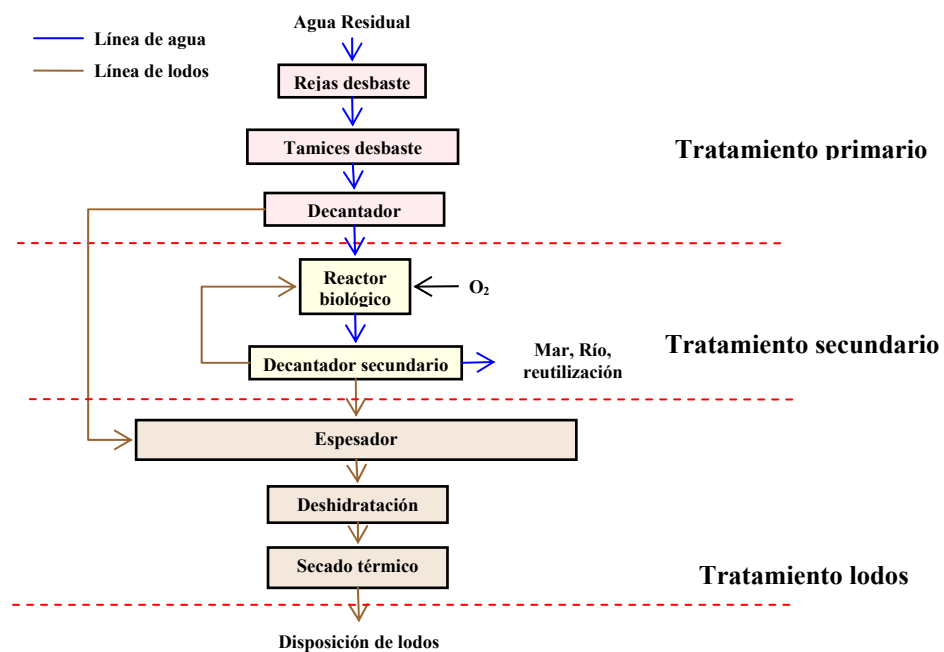 Agua Residual
Línea de agua
Línea de lodos
Rejas desbaste
Tamices desbaste
Tratamiento primario
Decantador
Reactor
biológico
O₂
Decantador secundario
Mar, Río,
reutilización
Tratamiento secundario
Espesador
Deshidratación
Secado térmico
Tratamiento lodos
Disposición de lodos